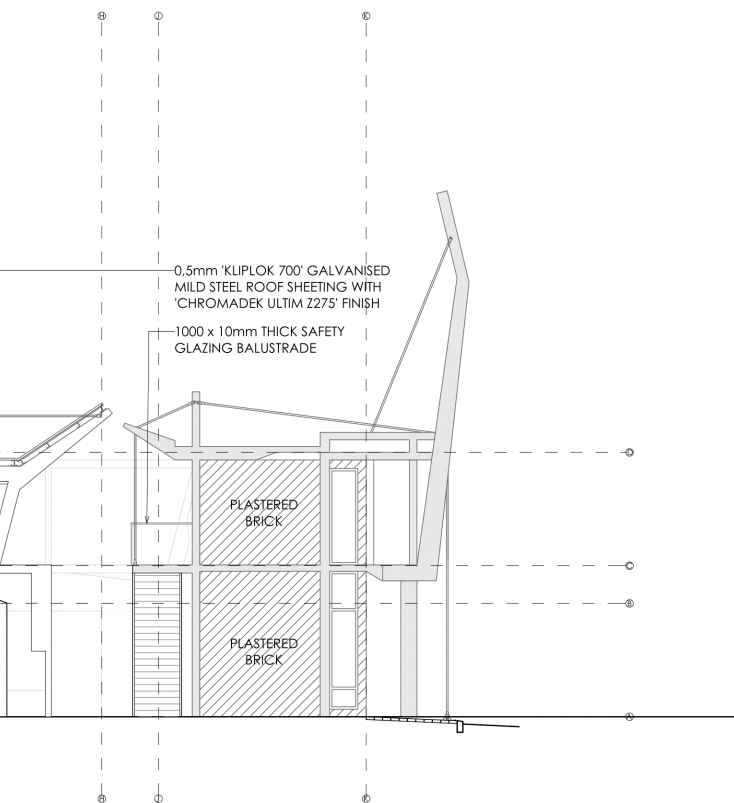 H
J
K
0,5mm 'KLIPLOK 700' GALVANISED
MILD STEEL ROOF SHEETING WITH
'CHROMADEK ULTIM Z275' FINISH
1000 x 10mm THICK SAFETY
GLAZING BALUSTRADE
D
PLASTERED
BRICK
C
B
PLASTERED
BRICK
A
H
J
K